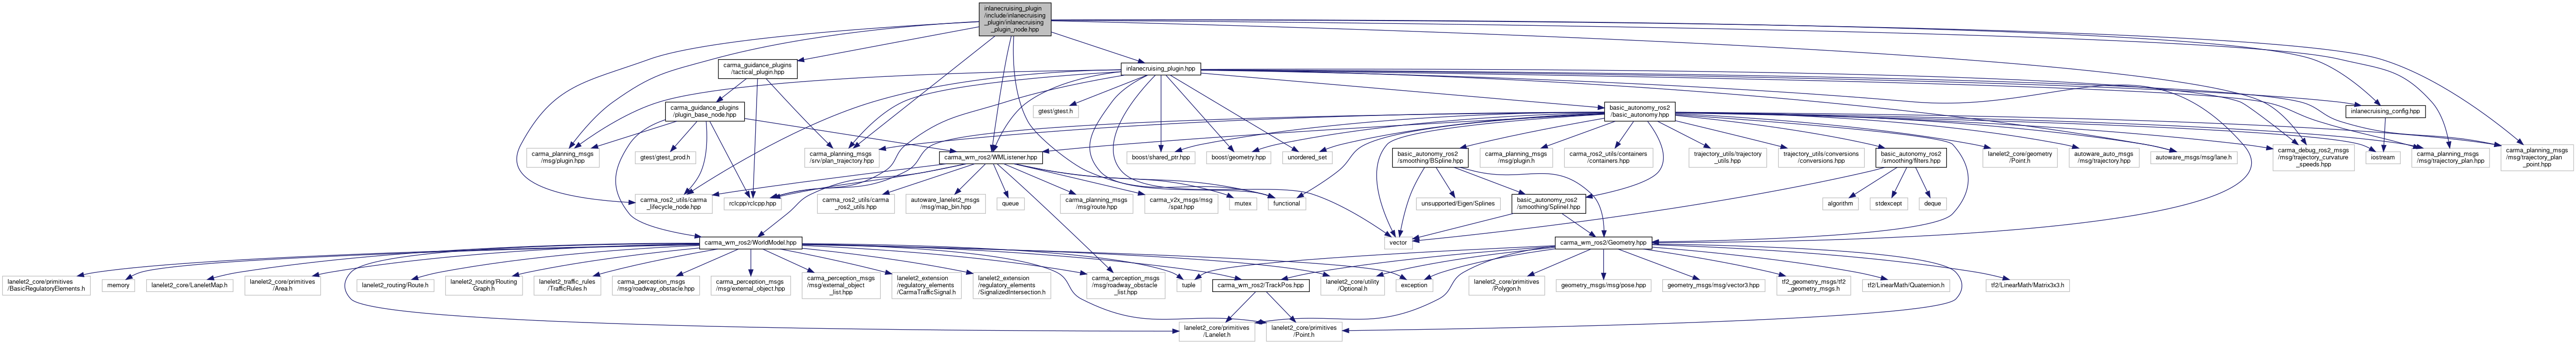 inlanecruising_plugin
/include/inlanecruising
_plugin/inlanecruising
_plugin_node.hpp
carma_guidance_plugins
/tactical_plugin.hpp
inlanecruising_plugin.hpp
carma_guidance_plugins
/plugin_base_node.hpp
gtest/gtest.h
basic_autonomy_ros2
/basic_autonomy.hpp
inlanecruising_config.hpp
carma_planning_msgs
/msg/plugin.hpp
gtest/gtest_prod.h
carma_planning_msgs
/srv/plan_trajectory.hpp
carma_wm_ros2/WMListener.hpp
boost/shared_ptr.hpp
boost/geometry.hpp
unordered_set
basic_autonomy_ros2
/smoothing/BSpline.hpp
carma_planning_msgs
/msg/plugin.h
carma_ros2_utils/containers
/containers.hpp
trajectory_utils/trajectory
_utils.hpp
trajectory_utils/conversions
/conversions.hpp
basic_autonomy_ros2
/smoothing/filters.hpp
lanelet2_core/geometry
/Point.h
autoware_auto_msgs
/msg/trajectory.hpp
autoware_msgs/msg/lane.h
carma_debug_ros2_msgs
/msg/trajectory_curvature
_speeds.hpp
iostream
carma_planning_msgs
/msg/trajectory_plan.hpp
carma_planning_msgs
/msg/trajectory_plan
_point.hpp
carma_ros2_utils/carma
_lifecycle_node.hpp
rclcpp/rclcpp.hpp
carma_ros2_utils/carma
_ros2_utils.hpp
autoware_lanelet2_msgs
/msg/map_bin.hpp
queue
carma_planning_msgs
/msg/route.hpp
carma_v2x_msgs/msg
/spat.hpp
mutex
functional
unsupported/Eigen/Splines
basic_autonomy_ros2
/smoothing/SplineI.hpp
algorithm
stdexcept
deque
carma_wm_ros2/WorldModel.hpp
vector
carma_wm_ros2/Geometry.hpp
lanelet2_core/primitives
/BasicRegulatoryElements.h
memory
lanelet2_core/LaneletMap.h
lanelet2_core/primitives
/Area.h
lanelet2_routing/Route.h
lanelet2_routing/Routing
Graph.h
lanelet2_traffic_rules
/TrafficRules.h
carma_perception_msgs
/msg/roadway_obstacle.hpp
carma_perception_msgs
/msg/external_object.hpp
carma_perception_msgs
/msg/external_object
_list.hpp
lanelet2_extension
/regulatory_elements
/CarmaTrafficSignal.h
lanelet2_extension
/regulatory_elements
/SignalizedIntersection.h
carma_perception_msgs
/msg/roadway_obstacle
_list.hpp
tuple
carma_wm_ros2/TrackPos.hpp
lanelet2_core/utility
/Optional.h
exception
lanelet2_core/primitives
/Polygon.h
geometry_msgs/msg/pose.hpp
geometry_msgs/msg/vector3.hpp
tf2_geometry_msgs/tf2
_geometry_msgs.h
tf2/LinearMath/Quaternion.h
tf2/LinearMath/Matrix3x3.h
lanelet2_core/primitives
/Lanelet.h
lanelet2_core/primitives
/Point.h